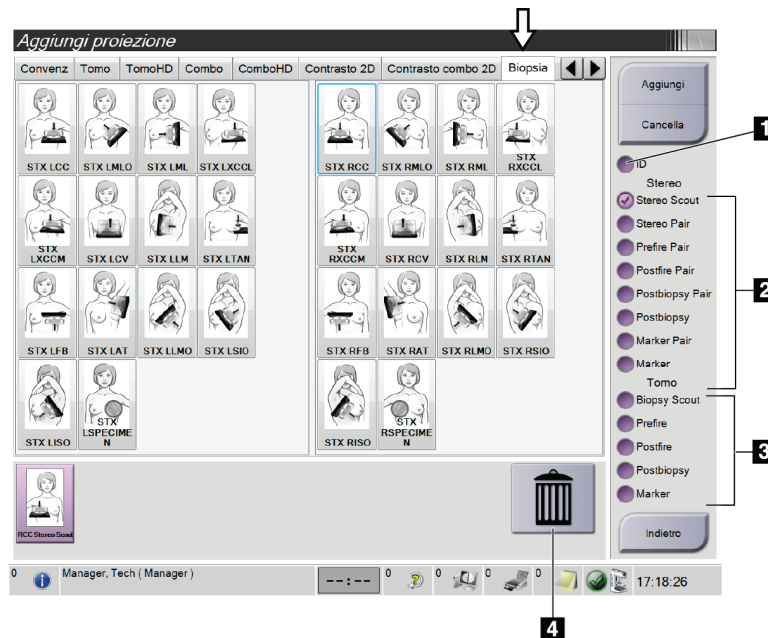 Aggiungi proiezione
Convenz Tomo TomoHD Combo ComboHD Contrasto 2D Contrasto combo 2D Biopsia
STX LCC STX LMLO STX LML STX LXCCL
STX RCC STX RMLO STX RML STX RXCCL
STX LXCCM STX LCV STX LLM STX LTAN
STX RXCCM STX RCV STX RLM STX RTAN
STX LFB STX LAT STX LLMO STX LSIO
STX RFB STX RAT STX RLMO STX RSIO
STX LISO STX LSPECIMEN
STX RISO STX RSPECIMEN
RCC Stereo Scout
Aggiungi
Cancella
ID
Stereo
Stereo Scout
Stereo Pair
Prefire Pair
Postfire Pair
Postbiopsy Pair
Postbiopsy
Marker Pair
Marker
Tomo
Biopsy Scout
Prefire
Postfire
Postbiopsy
Marker
Indietro
1
2
3
0 Manager, Tech ( Manager ) --:-- 0 0 0 0 17:18:26
4